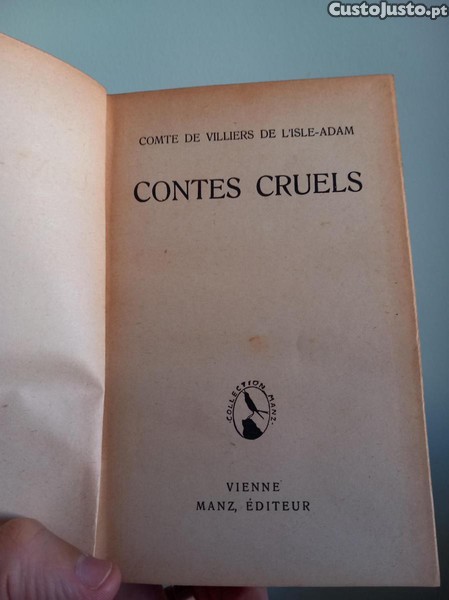 CustoJusto.pt
COMTE DE VILLIERS DE L'ISLE-ADAM
CONTES CRUELS
·COLLECTION·MANZ·
VIENNE
MANZ, ÉDITEUR